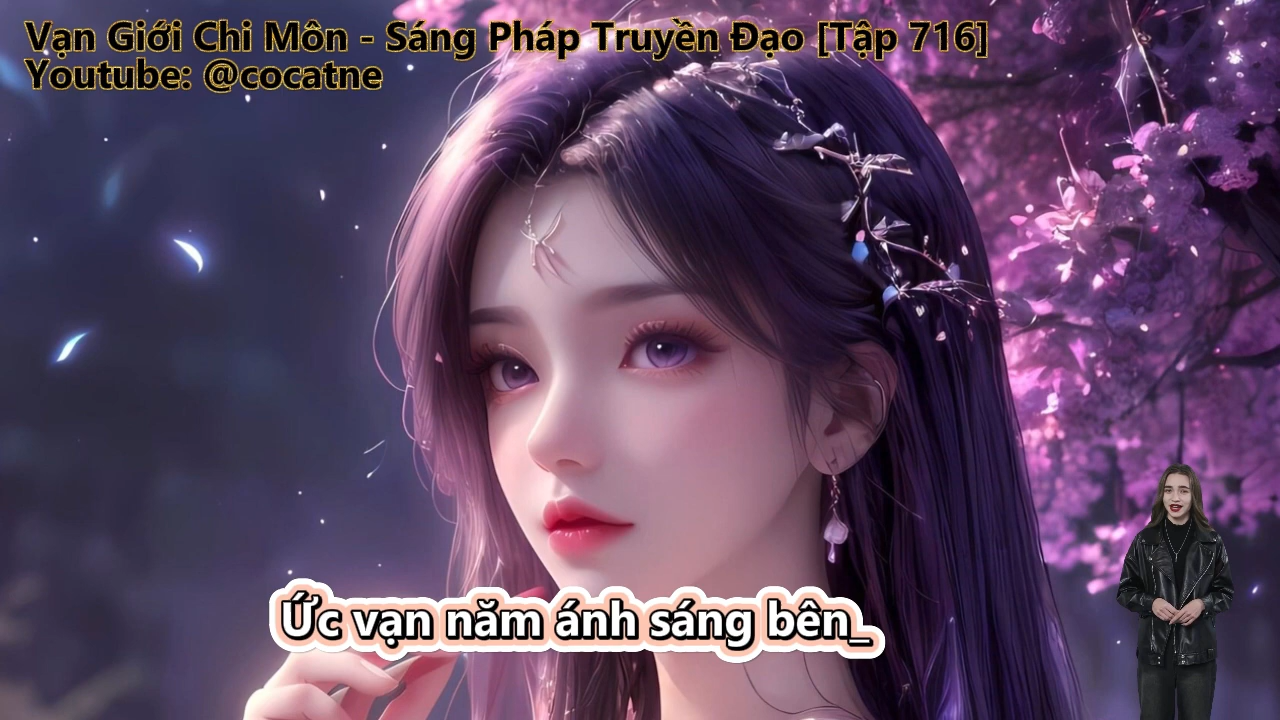 Vạn Giới Chi Môn - Sáng Pháp Truyền Đạo [Tập 716]
Youtube: @cocatne
Ức vạn năm ánh sáng bên_